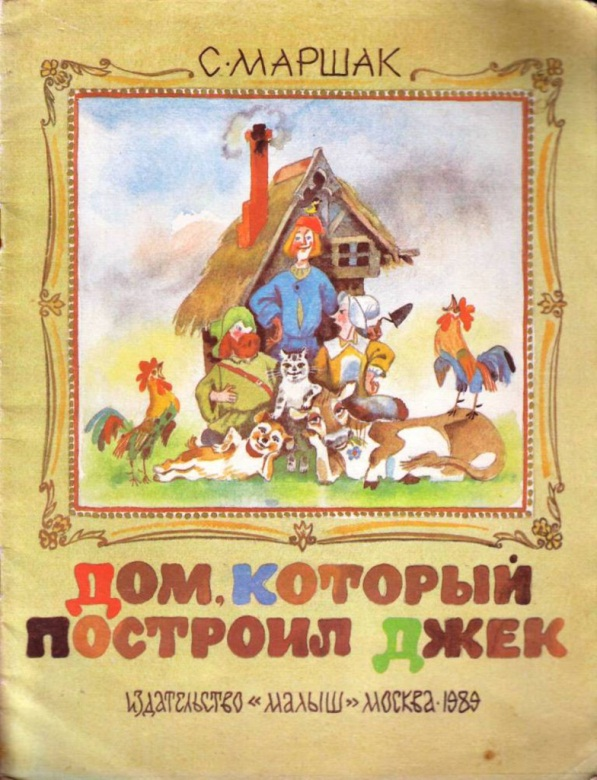 С·МАРШАК
ДОМ, КОТОРЫЙ
ПОСТРОИЛ ДЖЕК
ИЗДАТЕЛЬСТВО «МАЛЫШ» МОСКВА·1989